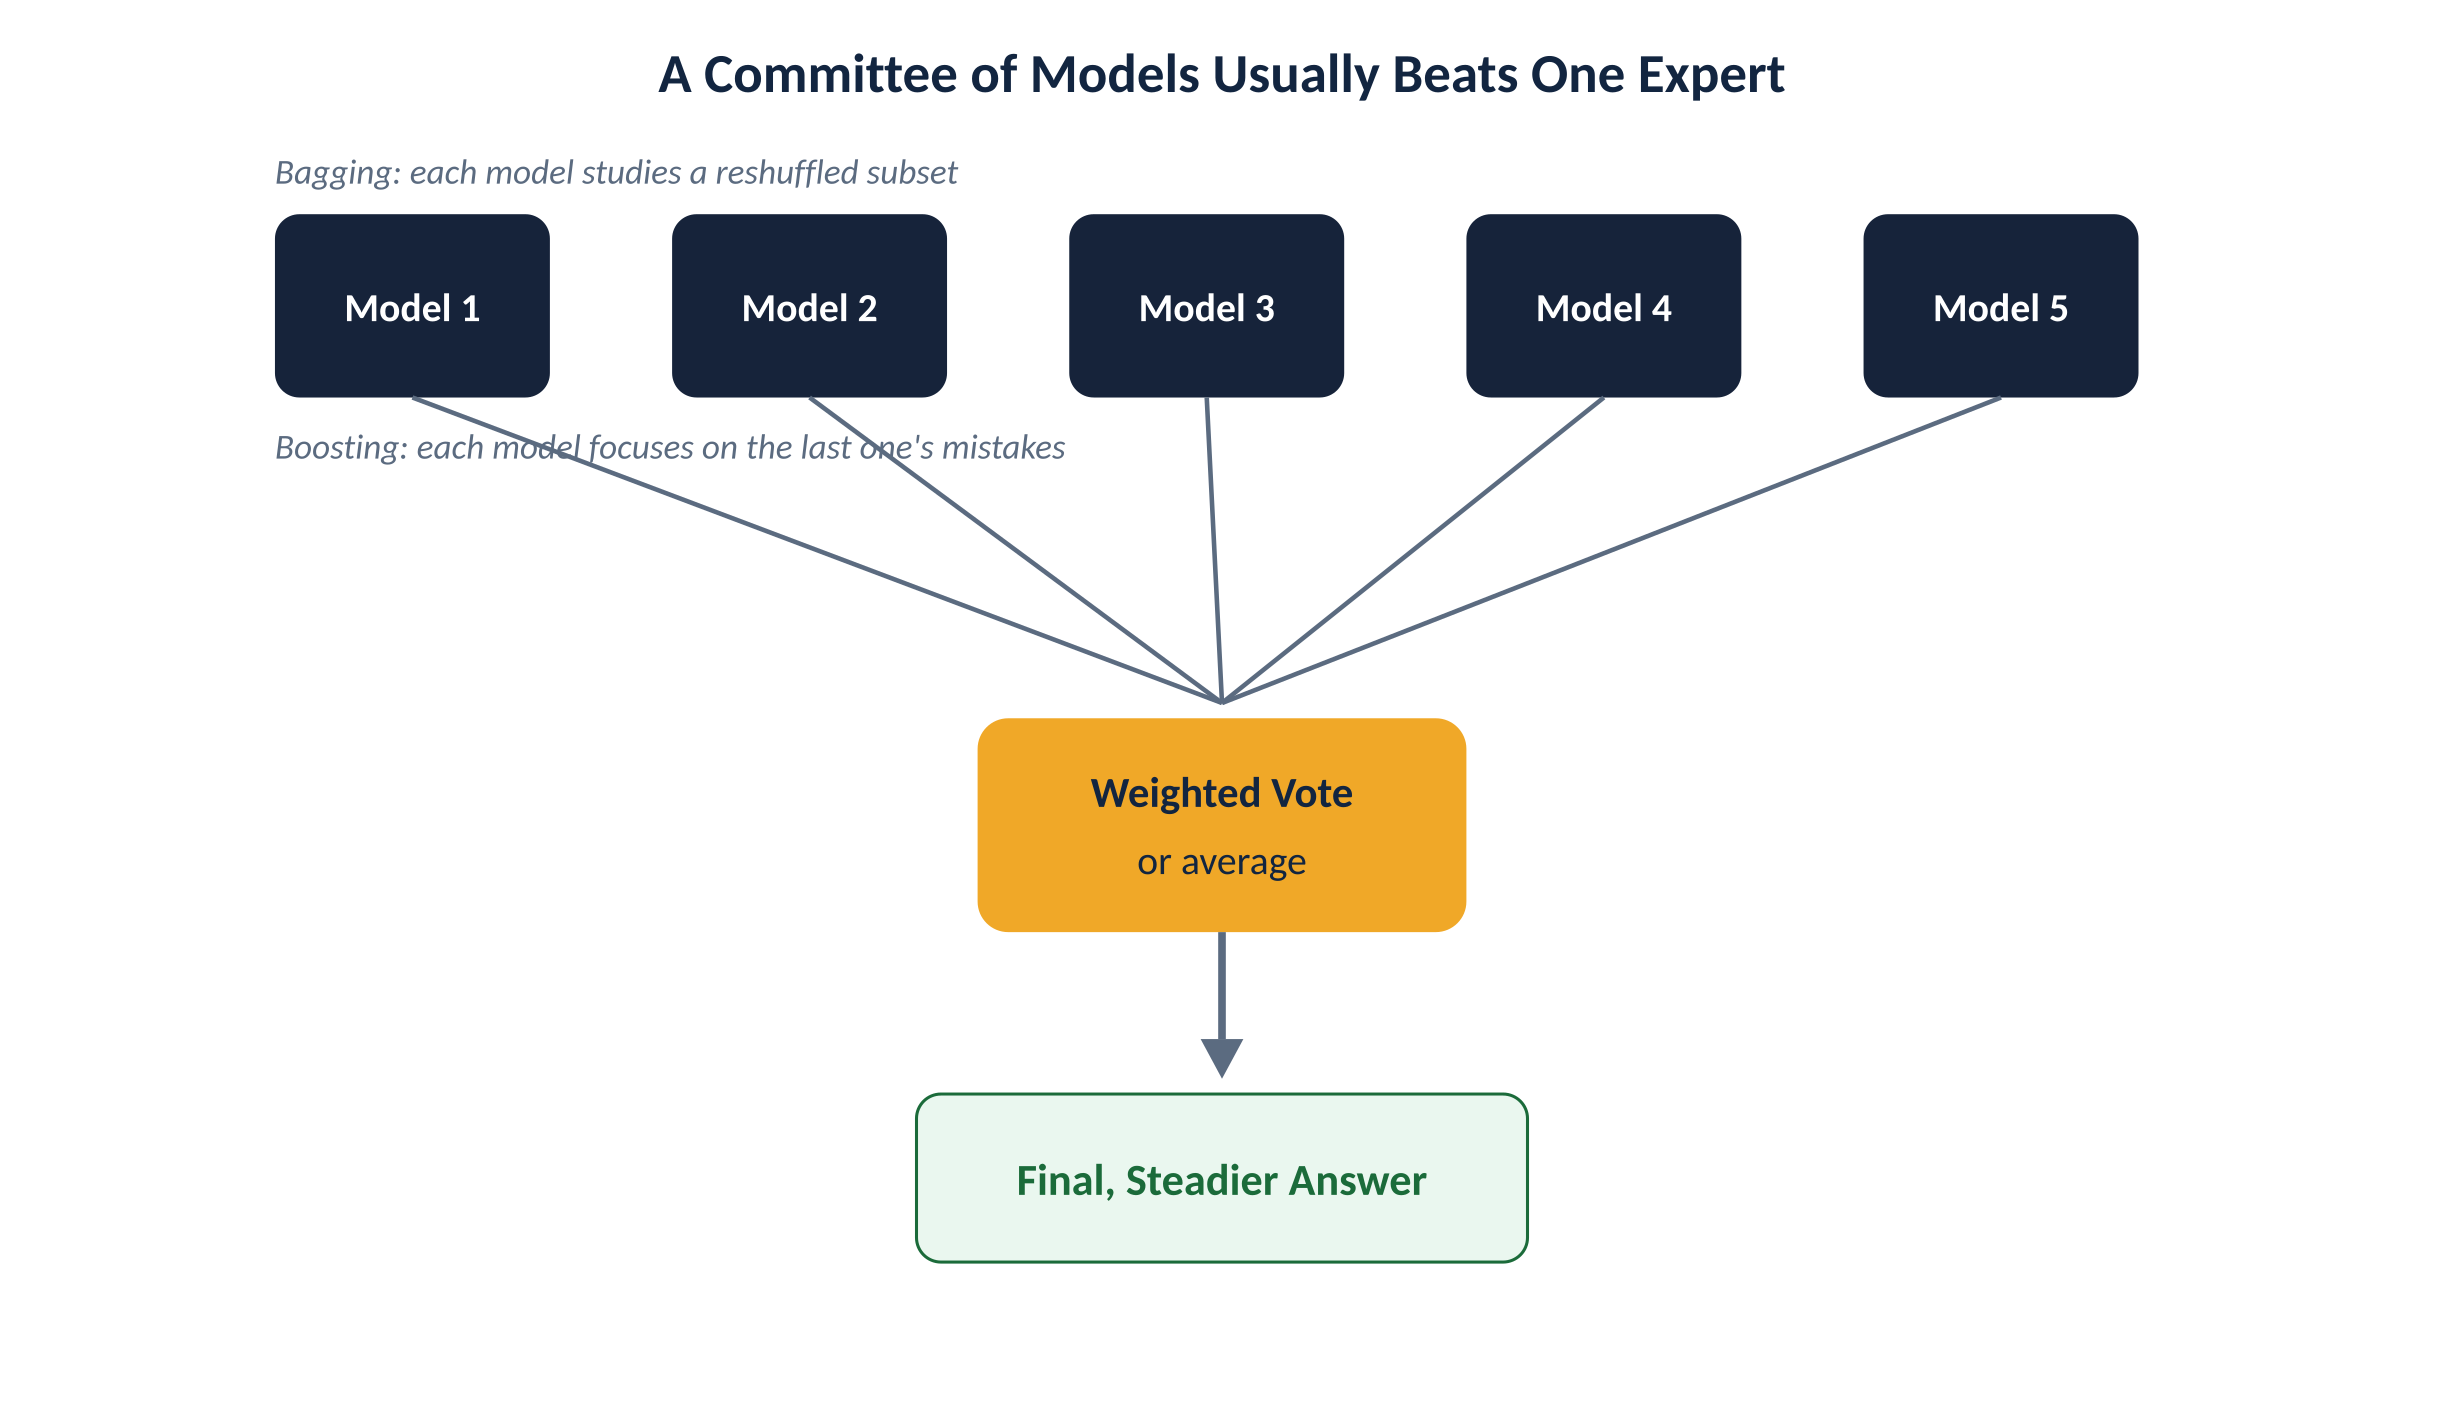 A Committee of Models Usually Beats One Expert
Bagging: each model studies a reshuffled subset
Model 1
Model 2
Model 3
Model 4
Model 5
Boosting: each model focuses on the last one's mistakes
Weighted Vote
or average
Final, Steadier Answer